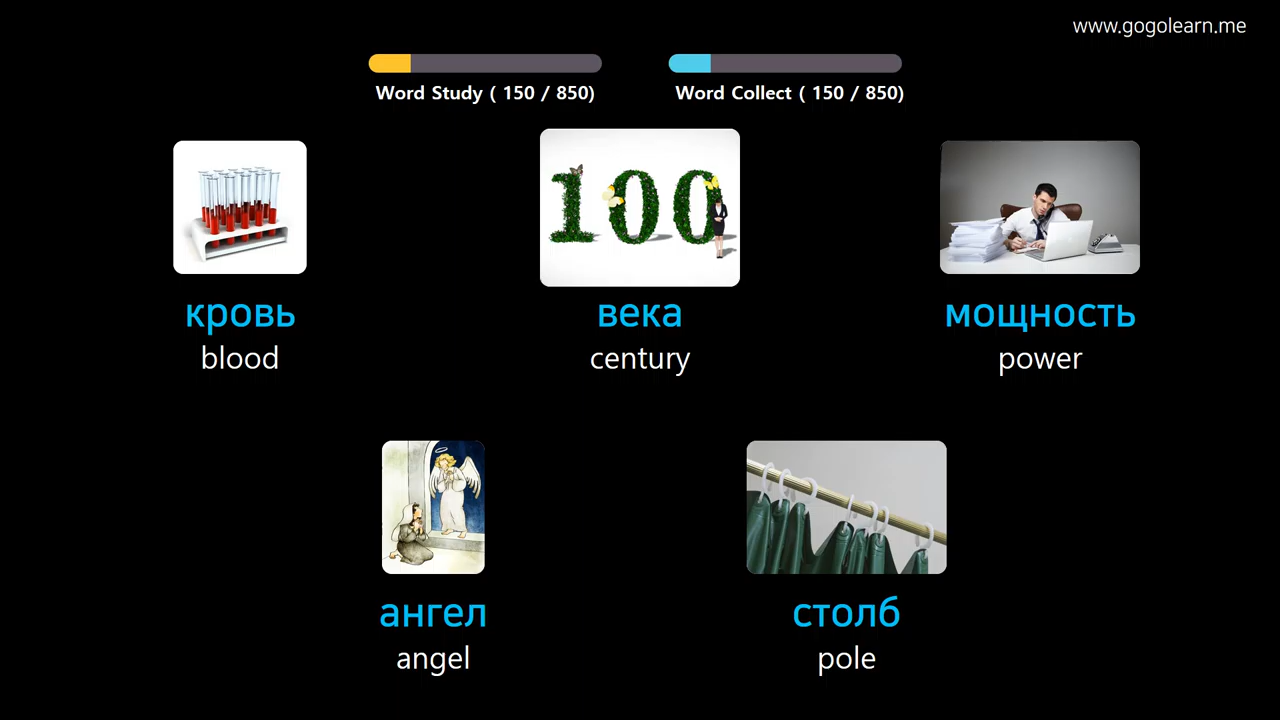 www.gogolearn.me
Word Study ( 150 / 850)
Word Collect ( 150 / 850)
100
кровь
blood
века
century
мощность
power
ангел
angel
столб
pole